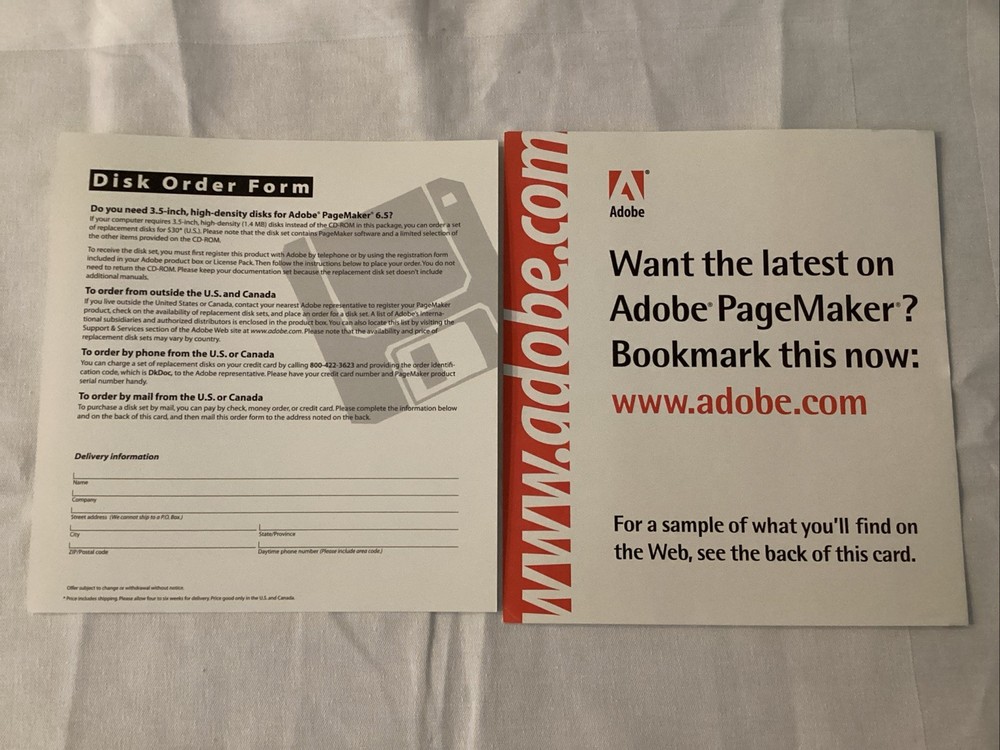 Disk Order Form
Do you need 3.5-inch, high-density disks for Adobe® PageMaker® 6.5?
If your computer requires 3.5-inch, high-density (1.4 MB) disks instead of the CD-ROM in this package, you can order a set
of replacement disks for $30* (U.S.). Please note that the disk set contains PageMaker software and a limited selection of
the other items provided on the CD-ROM.
To receive the disk set, you must first register this product with Adobe by telephone or by using the registration form
included in your Adobe product box or License Pack. Then follow the instructions below to place your order. You do not
need to return the CD-ROM. Please keep your documentation set because the replacement disk set doesn't include
additional manuals.
To order from outside the U.S. and Canada
If you live outside the United States or Canada, contact your nearest Adobe representative to register your PageMaker
product, check on the availability of replacement disk sets, and place an order for a disk set. A list of Adobe's interna-
tional subsidiaries and authorized distributors is enclosed in the product box. You can also locate this list by visiting the
Support & Services section of the Adobe Web site at www.adobe.com. Please note that the availability and price of
replacement disk sets may vary by country.
To order by phone from the U.S. or Canada
You can charge a set of replacement disks on your credit card by calling 800-422-3623 and providing the order identifi-
cation code, which is DkDoc, to the Adobe representative. Please have your credit card number and PageMaker product
serial number handy.
To order by mail from the U.S. or Canada
To purchase a disk set by mail, you can pay by check, money order, or credit card. Please complete the information below
and on the back of this card, and then mail this order form to the address noted on the back.
Delivery information
Name
Company
Street address (We cannot ship to a P.O. Box.)
City State/Province
ZIP/Postal code Daytime phone number (Please include area code.)
Offer subject to change or withdrawal without notice.
* Price includes shipping. Please allow four to six weeks for delivery. Price good only in the U.S. and Canada.
www.adobe.com
Adobe
Want the latest on
Adobe® PageMaker®?
Bookmark this now:
www.adobe.com
For a sample of what you'll find on
the Web, see the back of this card.